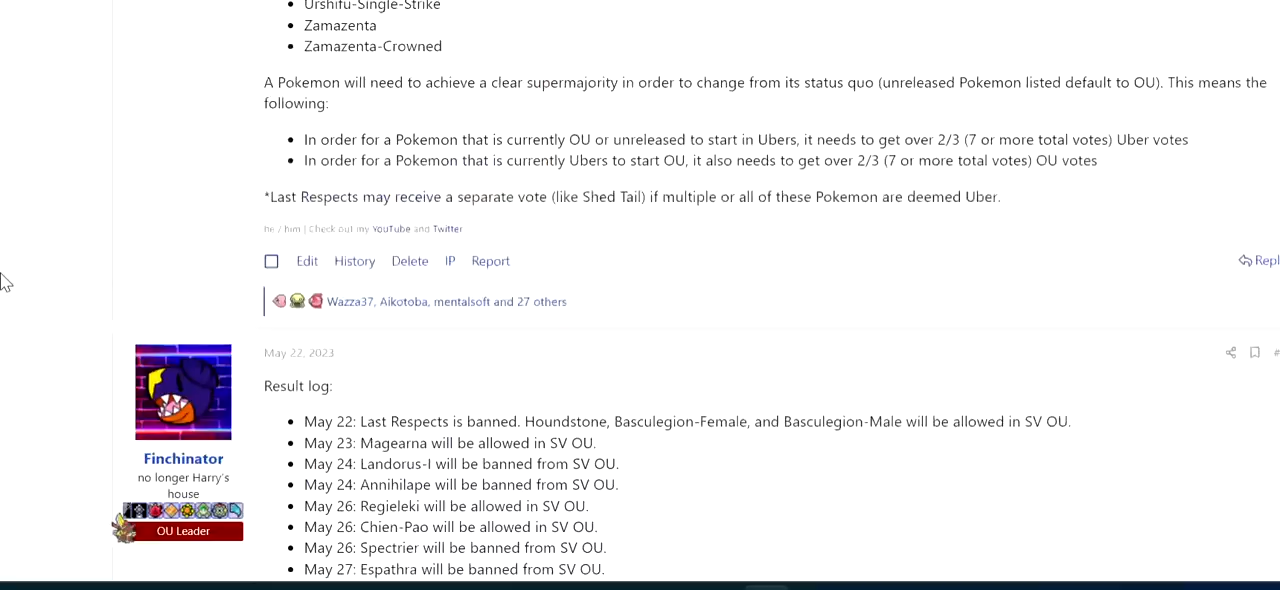 Urshifu-Single-Strike
Zamazenta
Zamazenta-Crowned
A Pokemon will need to achieve a clear supermajority in order to change from its status quo (unreleased Pokemon listed default to OU). This means the
following:
In order for a Pokemon that is currently OU or unreleased to start in Ubers, it needs to get over 2/3 (7 or more total votes) Uber votes
In order for a Pokemon that is currently Ubers to start OU, it also needs to get over 2/3 (7 or more total votes) OU votes
*Last Respects may receive a separate vote (like Shed Tail) if multiple or all of these Pokemon are deemed Uber.
he / him | Check out my YouTube and Twitter
Edit History Delete IP Report
Repl
Wazza37, Aikotoba, mentalsoft and 27 others
May 22, 2023
#
Result log:
May 22: Last Respects is banned. Houndstone, Basculegion-Female, and Basculegion-Male will be allowed in SV OU.
May 23: Magearna will be allowed in SV OU.
May 24: Landorus-I will be banned from SV OU.
May 24: Annihilape will be banned from SV OU.
May 26: Regieleki will be allowed in SV OU.
May 26: Chien-Pao will be allowed in SV OU.
May 26: Spectrier will be banned from SV OU.
May 27: Espathra will be banned from SV OU.
Finchinator
no longer Harry's
house
OU Leader